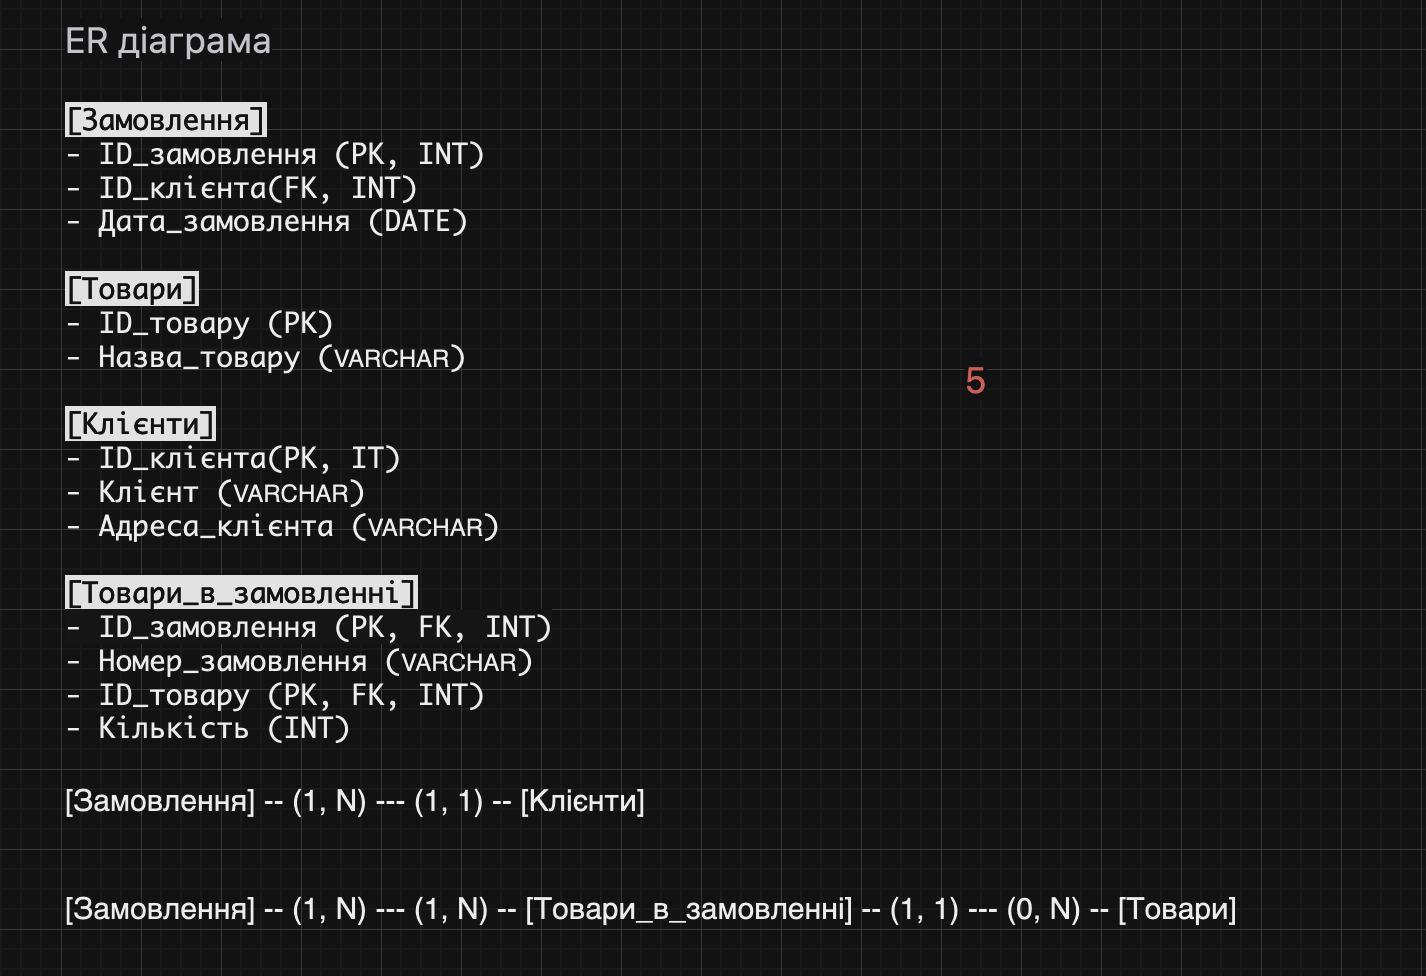 ER діаграма
[Замовлення]
- ID_замовлення (PK, INT)
- ID_клієнта(FK, INT)
- Дата_замовлення (DATE)
[Товари]
- ID_товару (PK)
- Назва_товару (VARCHAR)
5
[Клієнти]
- ID_клієнта(PK, IT)
- Клієнт (VARCHAR)
- Адреса_клієнта (VARCHAR)
[Товари_в_замовленні]
- ID_замовлення (PK, FK, INT)
- Номер_замовлення (VARCHAR)
- ID_товару (PK, FK, INT)
- Кількість (INT)
[Замовлення] -- (1, N) --- (1, 1) -- [Клієнти]
[Замовлення] -- (1, N) --- (1, N) -- [Товари_в_замовленні] -- (1, 1) --- (0, N) -- [Товари]